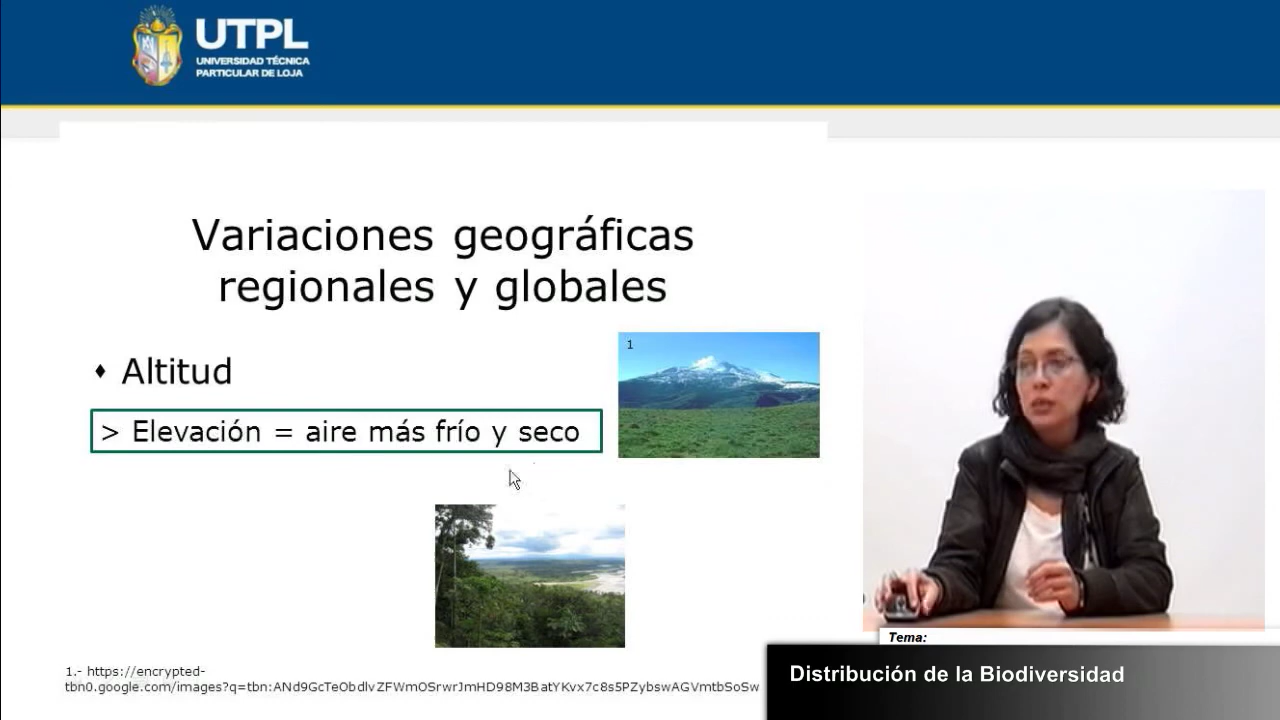 UTPL
UNIVERSIDAD TÉCNICA
PARTICULAR DE LOJA
Variaciones geográficas
regionales y globales
Altitud
> Elevación = aire más frío y seco
1
1.- https://encrypted-
tbn0.google.com/images?q=tbn:ANd9GcTeObdlvZFWmOSrwrJmHD98M3BatYKvx7c8s5PZybswAGVmtbSoSw
Tema:
Distribución de la Biodiversidad